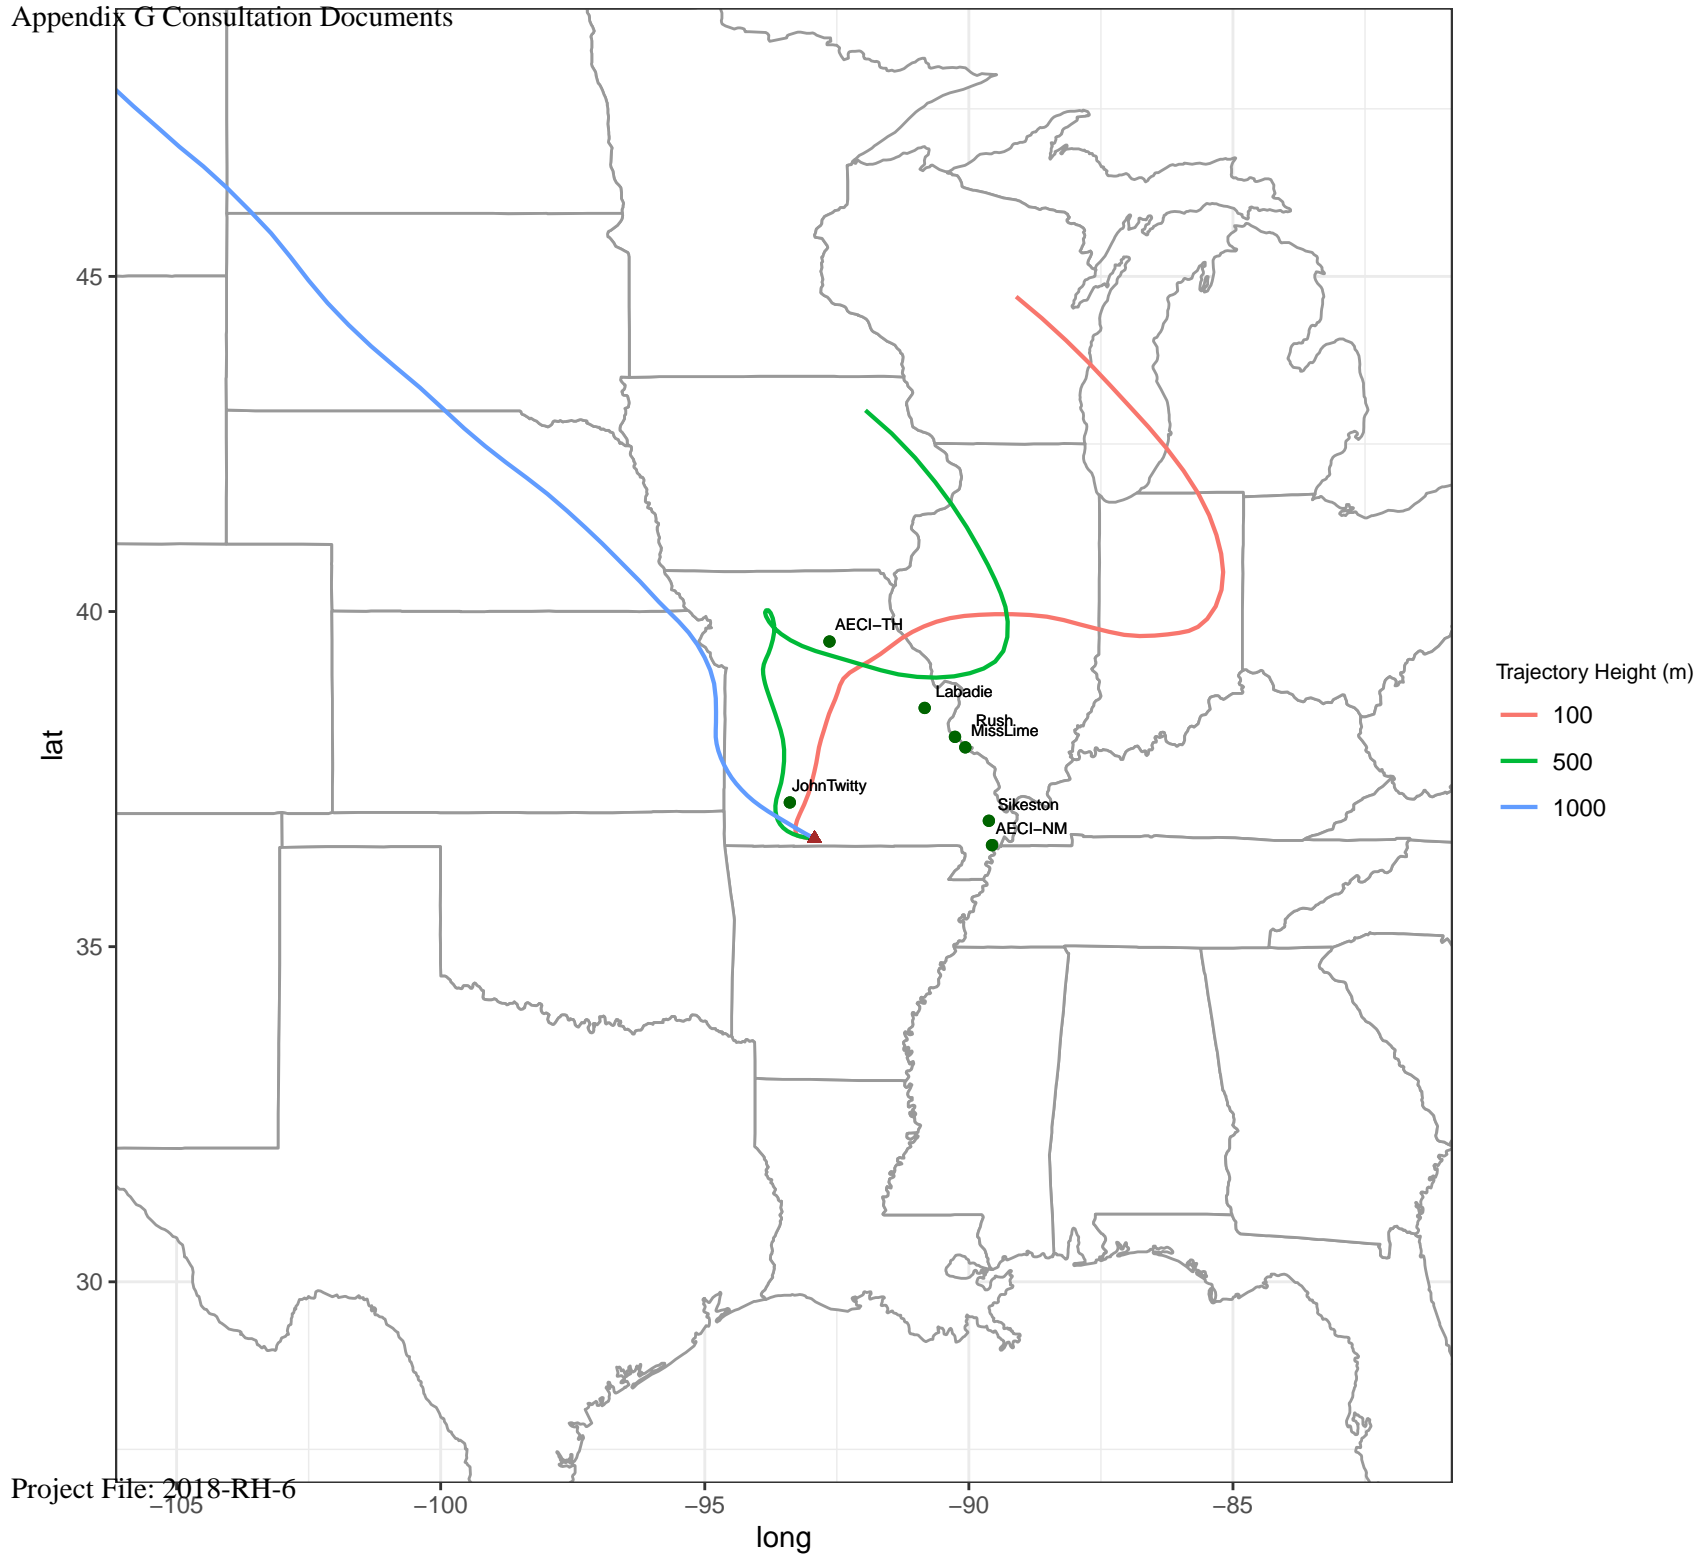 Appendix G Consultation Documents
45
40
35
30
lat
AECI−TH
Labadie
Rush
MissLime
JohnTwitty
Sikeston
AECI−NM
Trajectory Height (m)
100
500
1000
Project File: 2018-RH-6
−105
−100
−95
−90
−85
long